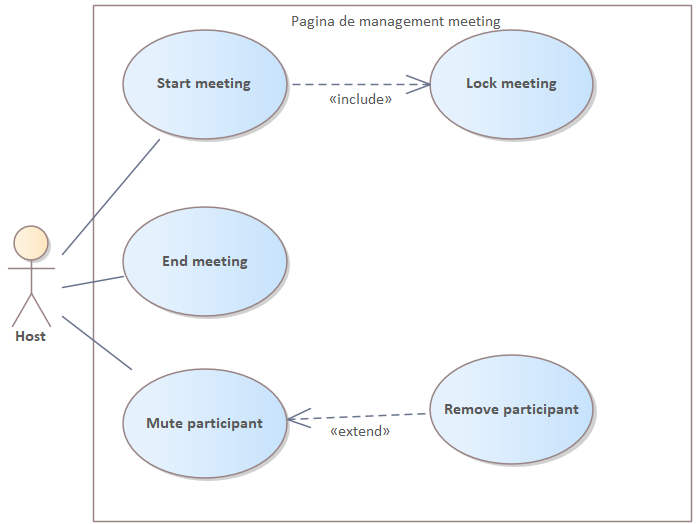 Pagina de management meeting
Start meeting
Lock meeting
«include»
End meeting
Host
Mute participant
Remove participant
«extend»